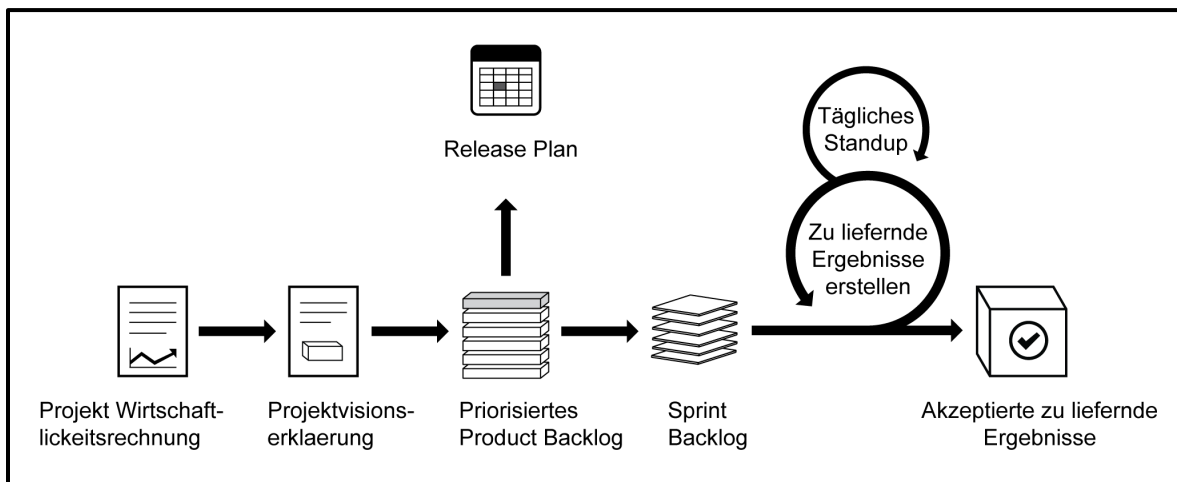 Release Plan
Tägliches
Standup
Zu liefernde
Ergebnisse
erstellen
Projekt Wirtschaft-
lickeitsrechnung
Projektvisions-
erklaerung
Priorisiertes
Product Backlog
Sprint
Backlog
Akzeptierte zu liefernde
Ergebnisse